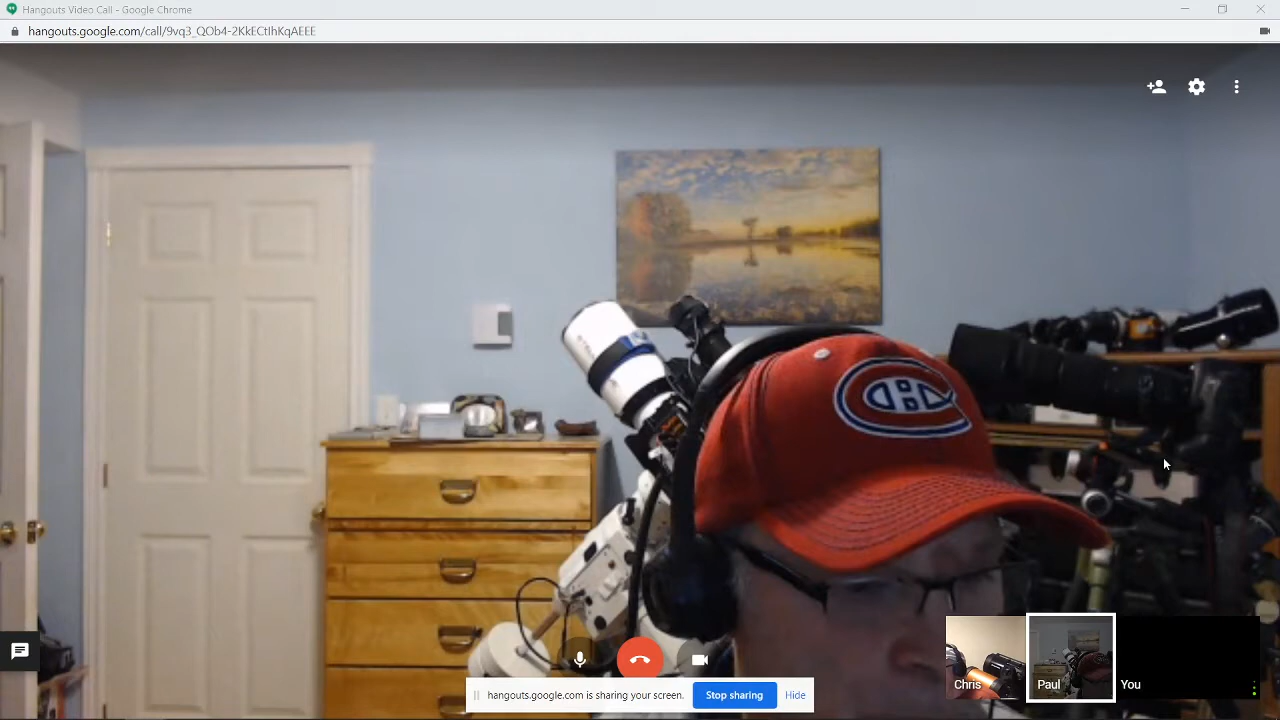 Hangouts Video Call - Google Chrome
hangouts.google.com/call/9vq3_QOb4-2KkECtIhKqAEEE
Chris
Paul
You
hangouts.google.com is sharing your screen.
Stop sharing
Hide